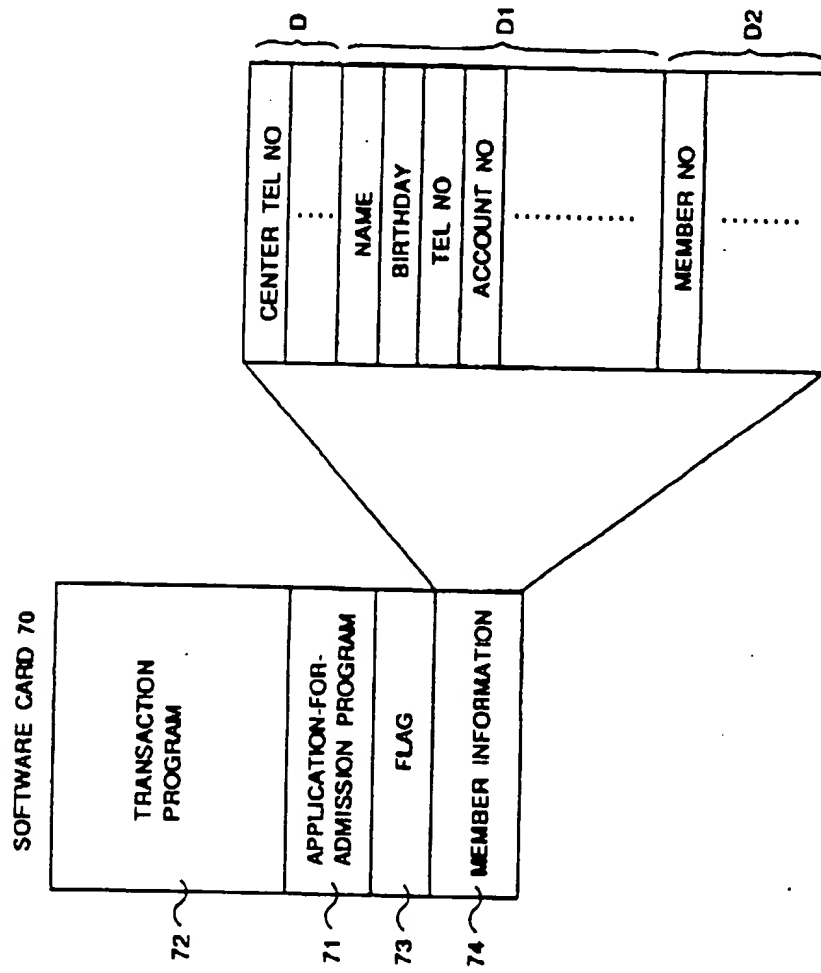 SOFTWARE CARD 70
72
TRANSACTION
PROGRAM
71
APPLICATION-FOR-
ADMISSION PROGRAM
73
FLAG
74
MEMBER INFORMATION
CENTER TEL NO
.....
D
NAME
BIRTHDAY
TEL NO
ACCOUNT NO
............
D1
MEMBER NO
........
D2